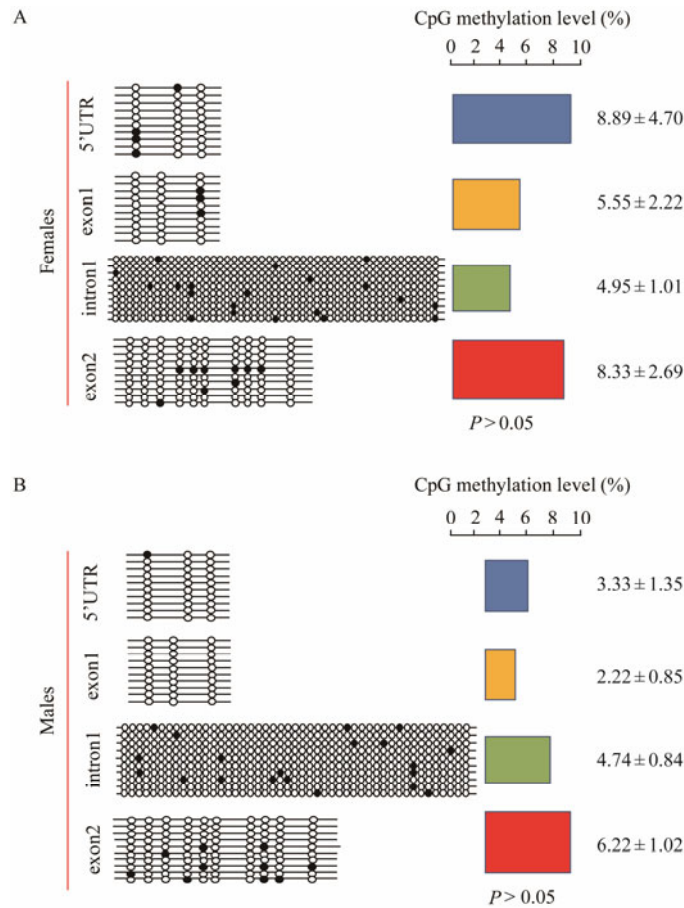 A
CpG methylation level (%)
0 2 4 6 8 10
Females
5’UTR
8.89 ± 4.70
exon1
5.55 ± 2.22
intron1
4.95 ± 1.01
exon2
8.33 ± 2.69
P > 0.05
B
CpG methylation level (%)
0 2 4 6 8 10
Males
5’UTR
3.33 ± 1.35
exon1
2.22 ± 0.85
intron1
4.74 ± 0.84
exon2
6.22 ± 1.02
P > 0.05